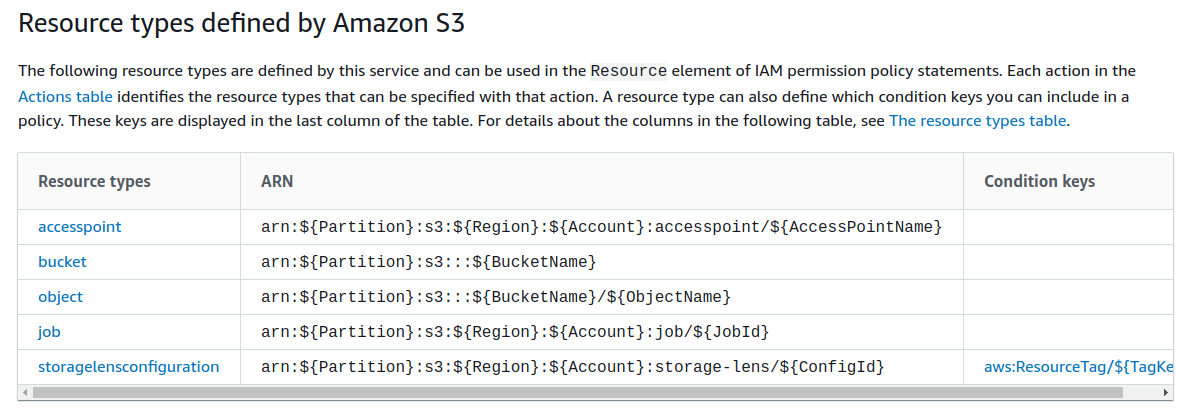 Resource types defined by Amazon S3
The following resource types are defined by this service and can be used in the Resource element of IAM permission policy statements. Each action in the
Actions table identifies the resource types that can be specified with that action. A resource type can also define which condition keys you can include in a
policy. These keys are displayed in the last column of the table. For details about the columns in the following table, see The resource types table.
Resource types ARN Condition keys
accesspoint arn:${Partition}:s3:${Region}:${Account}:accesspoint/${AccessPointName}
bucket arn:${Partition}:s3:::${BucketName}
object arn:${Partition}:s3:::${BucketName}/${ObjectName}
job arn:${Partition}:s3:${Region}:${Account}:job/${JobId}
storagelensconfiguration arn:${Partition}:s3:${Region}:${Account}:storage-lens/${ConfigId} aws:ResourceTag/${TagKe